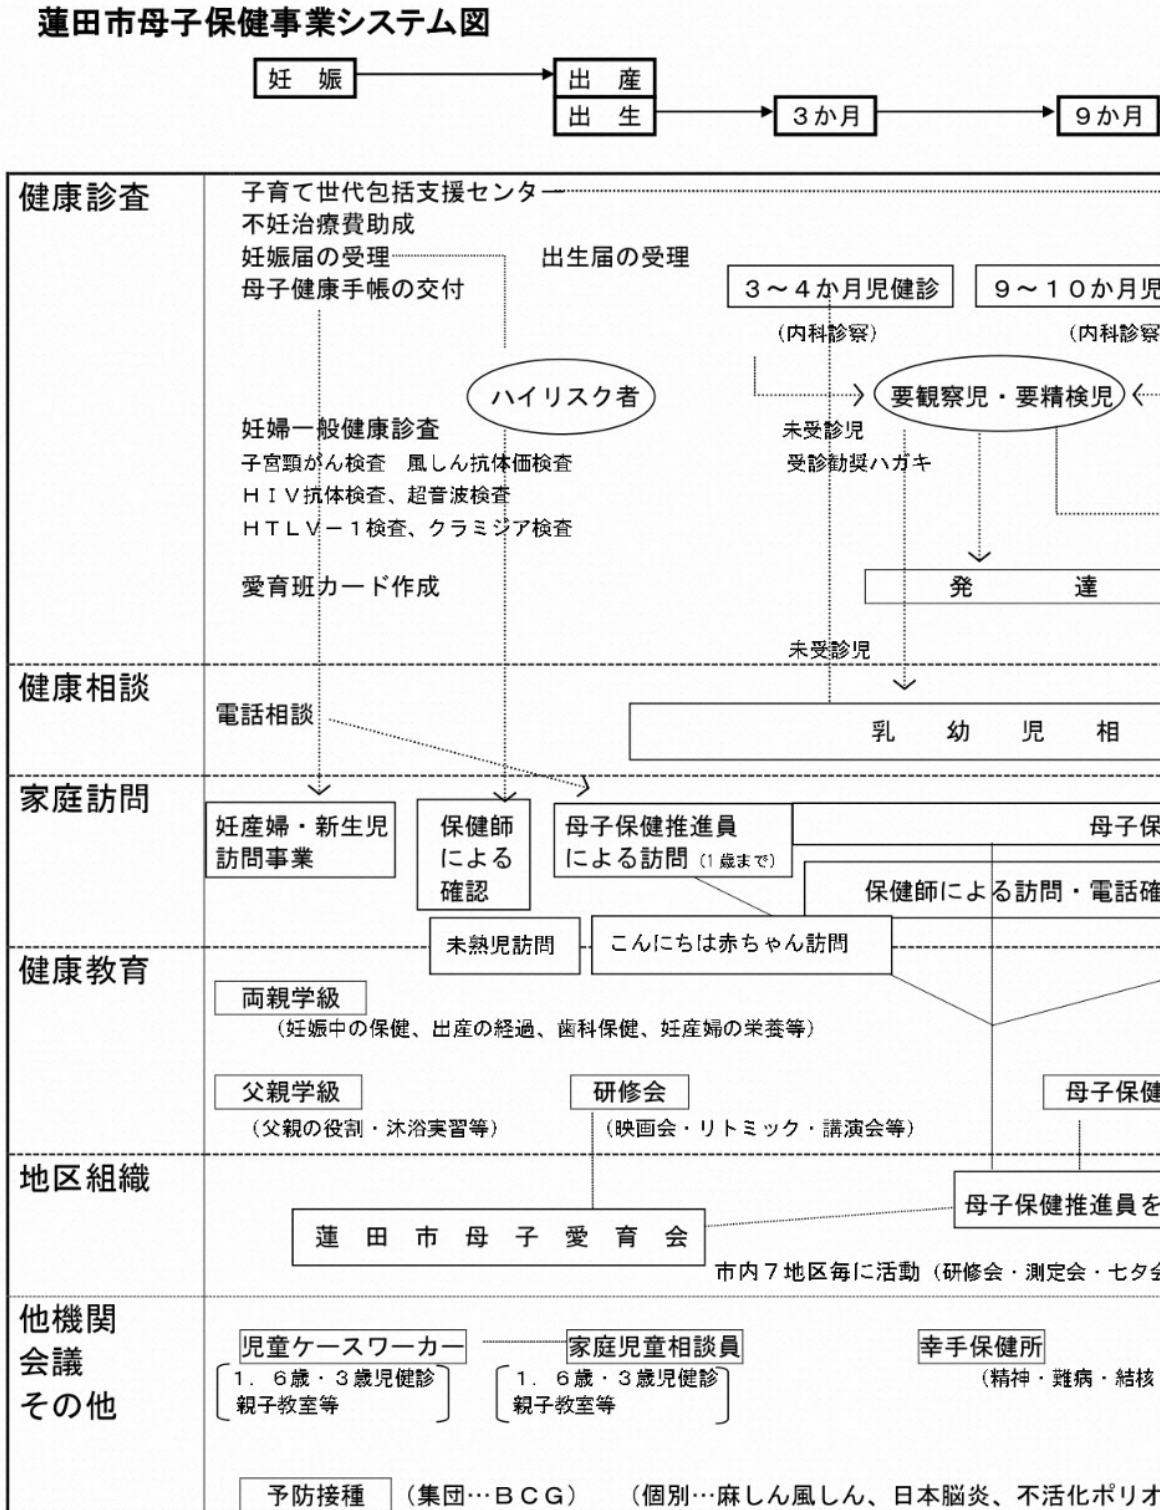 蓮田市母子保健事業システム図
妊 娠
出 産
出 生
3か月
9か月
健康診査
子育て世代包括支援センター
不妊治療費助成
妊娠届の受理
出生届の受理
母子健康手帳の交付
3～4か月児健診
9～10か月児
(内科診察)
(内科診察
ハイリスク者
要観察児・要精検児
妊婦一般健康診査
未受診児
子宮頸がん検査 風しん抗体価検査
受診勧奨ハガキ
HIV抗体検査、超音波検査
HTLV－1検査、クラミジア検査
愛育班カード作成
発 達
未受診児
健康相談
電話相談
乳 幼 児 相
家庭訪問
妊産婦・新生児
訪問事業
保健師
による
確認
母子保健推進員
による訪問 (1歳まで)
母子保
保健師による訪問・電話確
未熟児訪問
こんにちは赤ちゃん訪問
健康教育
両親学級
(妊娠中の保健、出産の経過、歯科保健、妊産婦の栄養等)
父親学級
研修会
母子保健
(父親の役割・沐浴実習等)
(映画会・リトミック・講演会等)
地区組織
母子保健推進員を
蓮 田 市 母 子 愛 育 会
市内7地区毎に活動 (研修会・測定会・七夕会
他機関
会議
その他
児童ケースワーカー
家庭児童相談員
幸手保健所
1．6歳・3歳児健診
親子教室等
1．6歳・3歳児健診
親子教室等
(精神・難病・結核
予防接種
(集団…BCG)
(個別…麻しん風しん、日本脳炎、不活化ポリオ